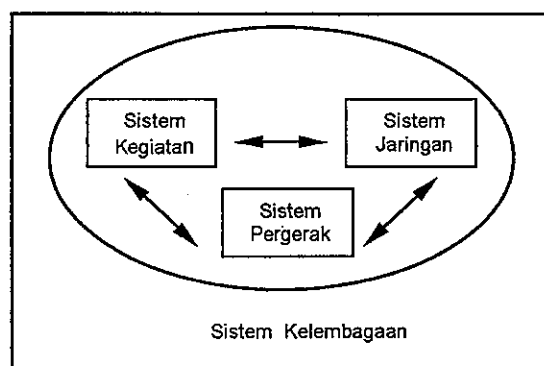 Sistem
Kegiatan
Sistem
Jaringan
Sistem
Pergerak
Sistem Kelembagaan